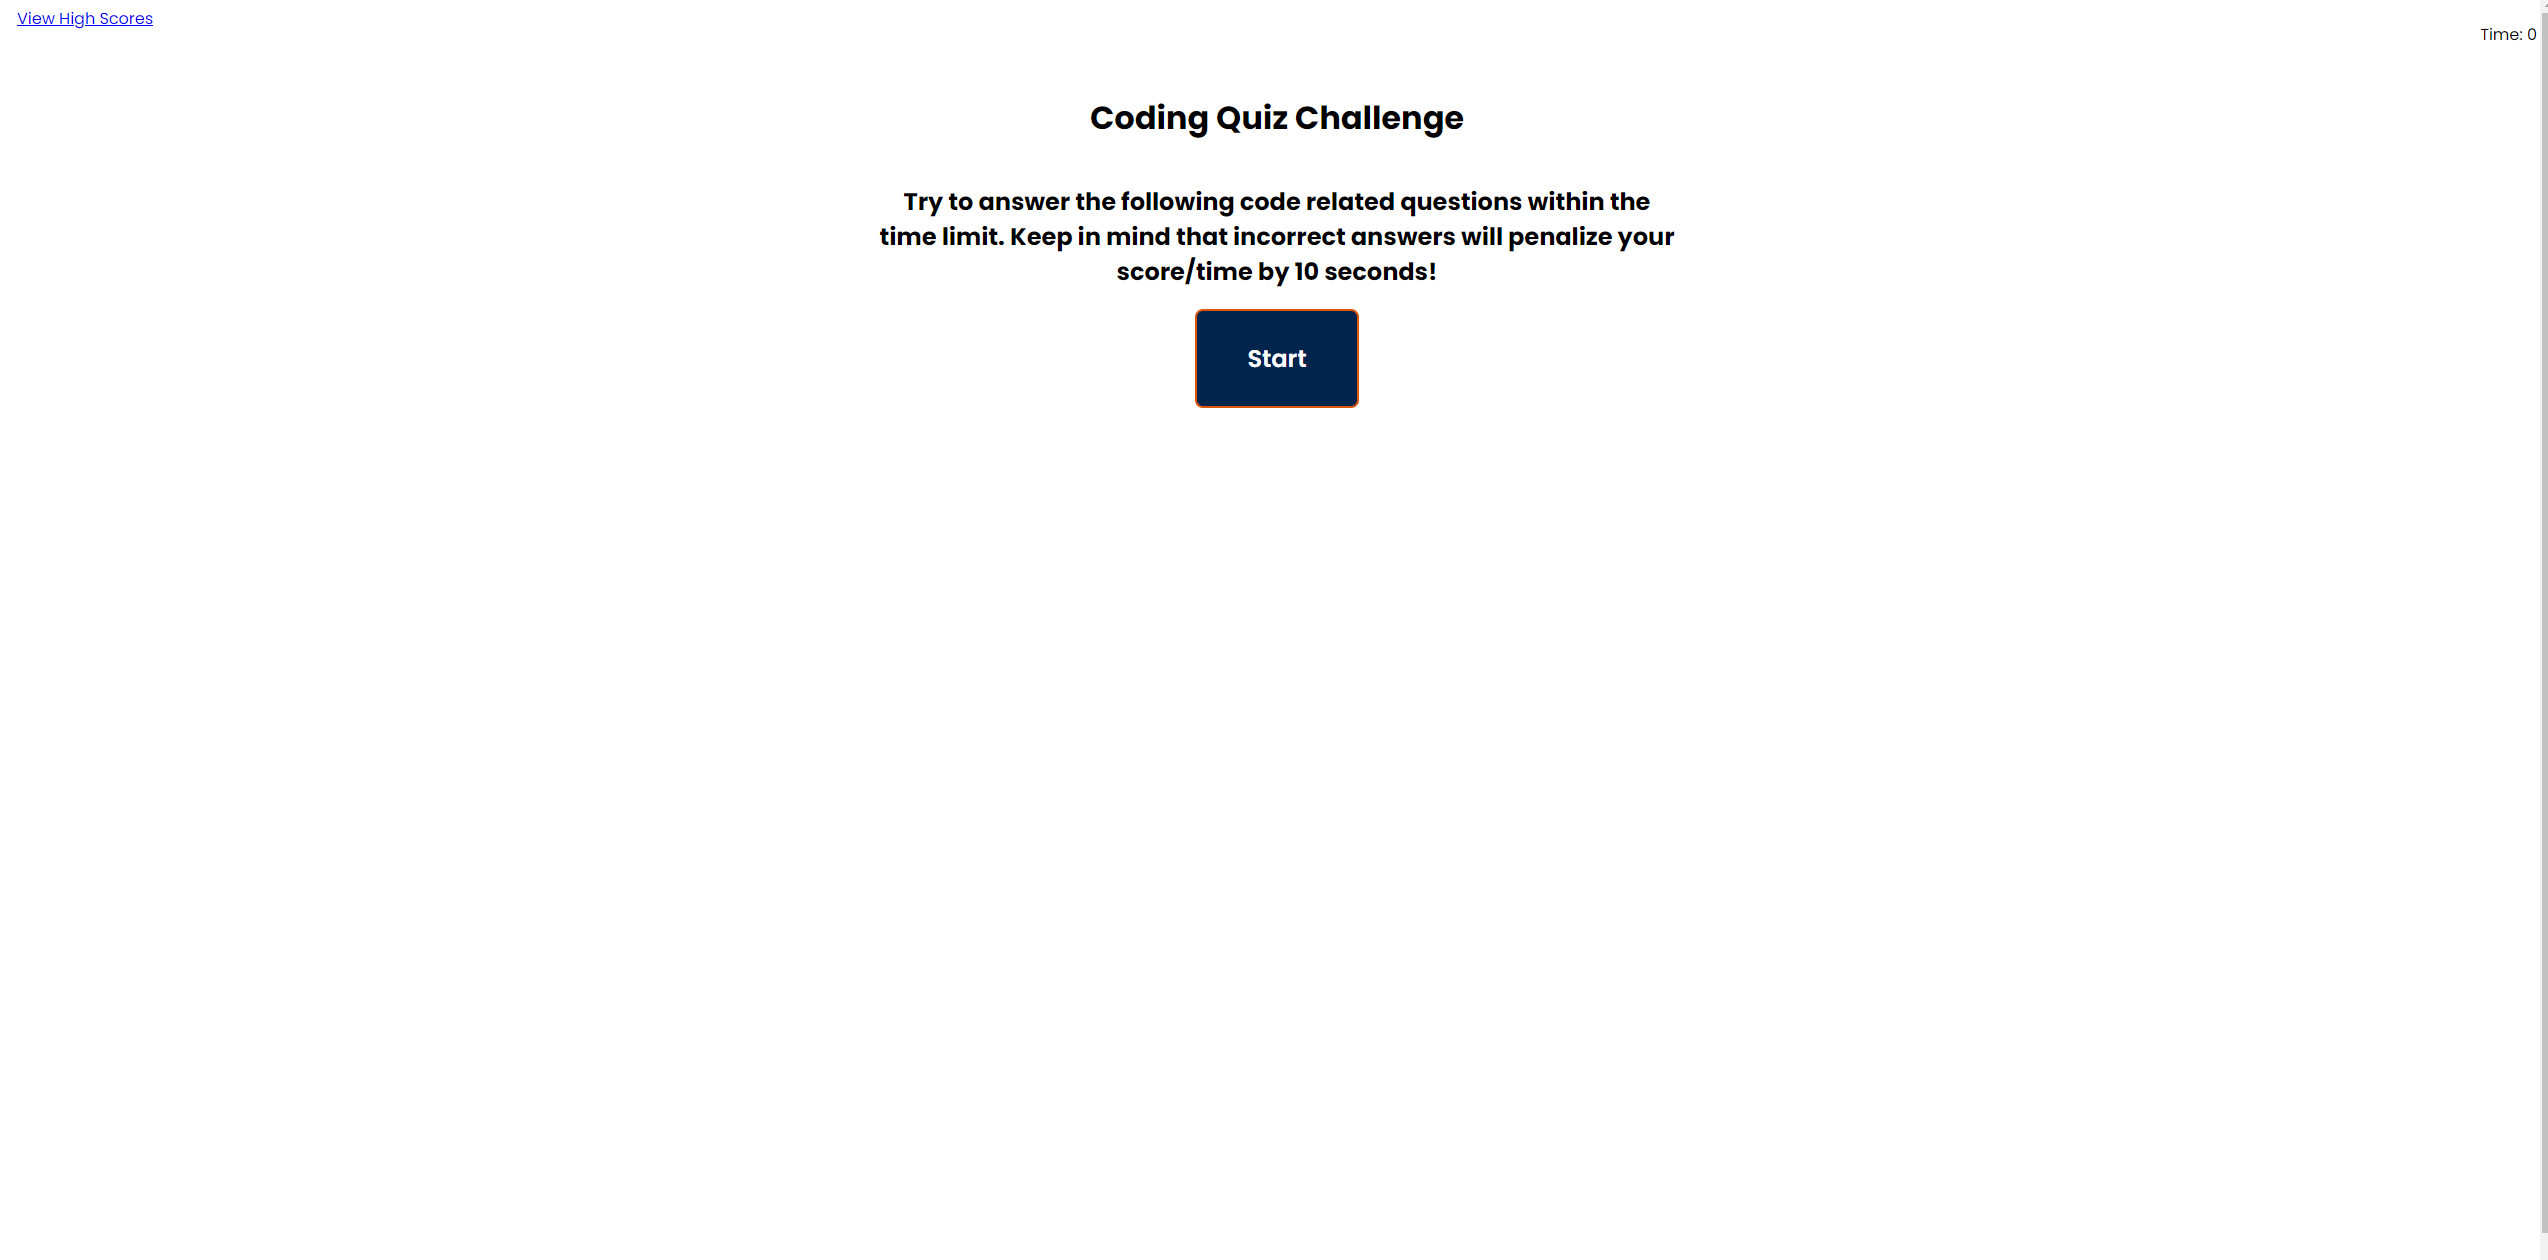 View High Scores
Time: 0
Coding Quiz Challenge
Try to answer the following code related questions within the
time limit. Keep in mind that incorrect answers will penalize your
score/time by 10 seconds!
Start